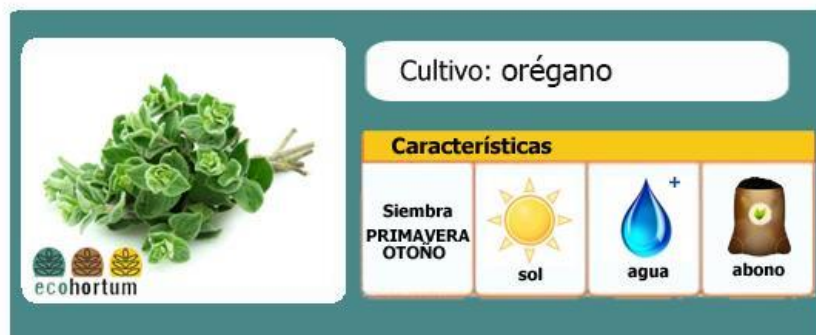 Cultivo: orégano
Características
Siembra
PRIMAVERA
OTOÑO
sol
+
agua
abono
ecohortum